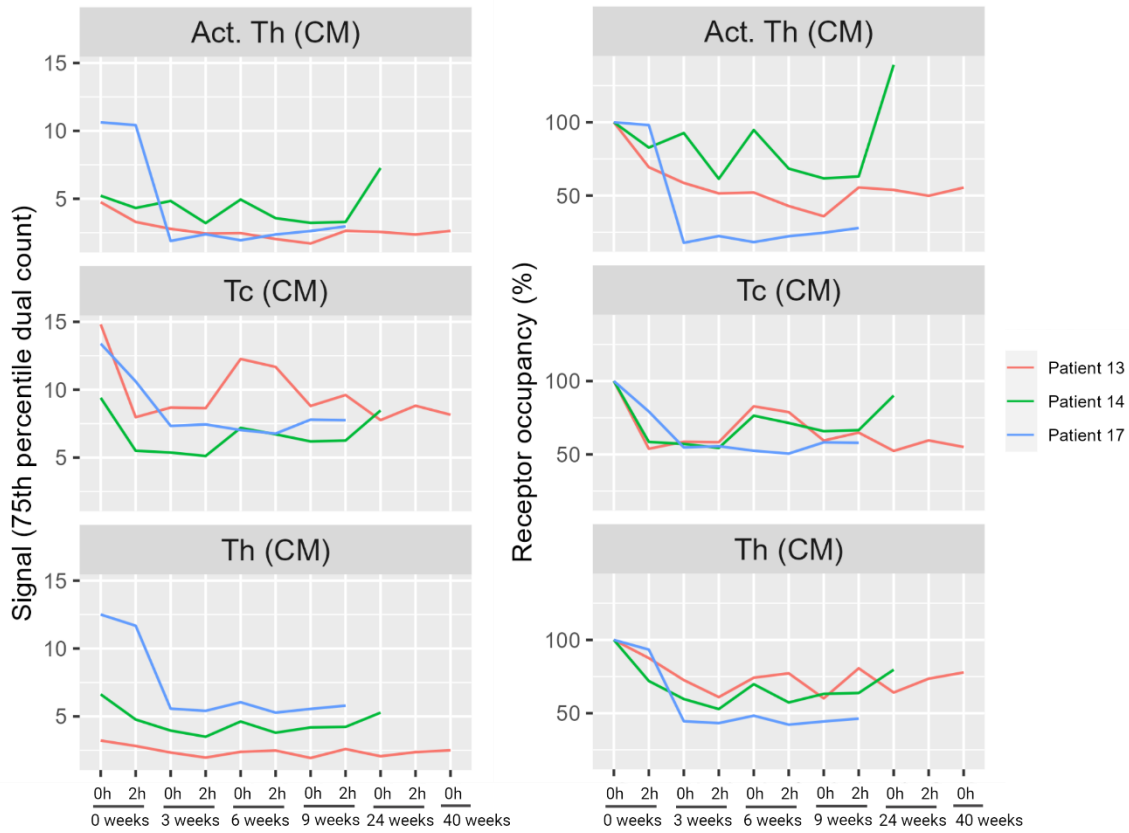 Signal (75th percentile dual count)
Act. Th (CM)
15
10
5
Tc (CM)
15
10
5
Th (CM)
15
10
5
0h 2h 0h 2h 0h 2h 0h 2h 0h 2h 0h
0 weeks 3 weeks 6 weeks 9 weeks 24 weeks 40 weeks
Receptor occupancy (%)
Act. Th (CM)
100
50
Tc (CM)
100
50
Th (CM)
100
50
0h 2h 0h 2h 0h 2h 0h 2h 0h 2h 0h
0 weeks 3 weeks 6 weeks 9 weeks 24 weeks 40 weeks
Patient 13
Patient 14
Patient 17